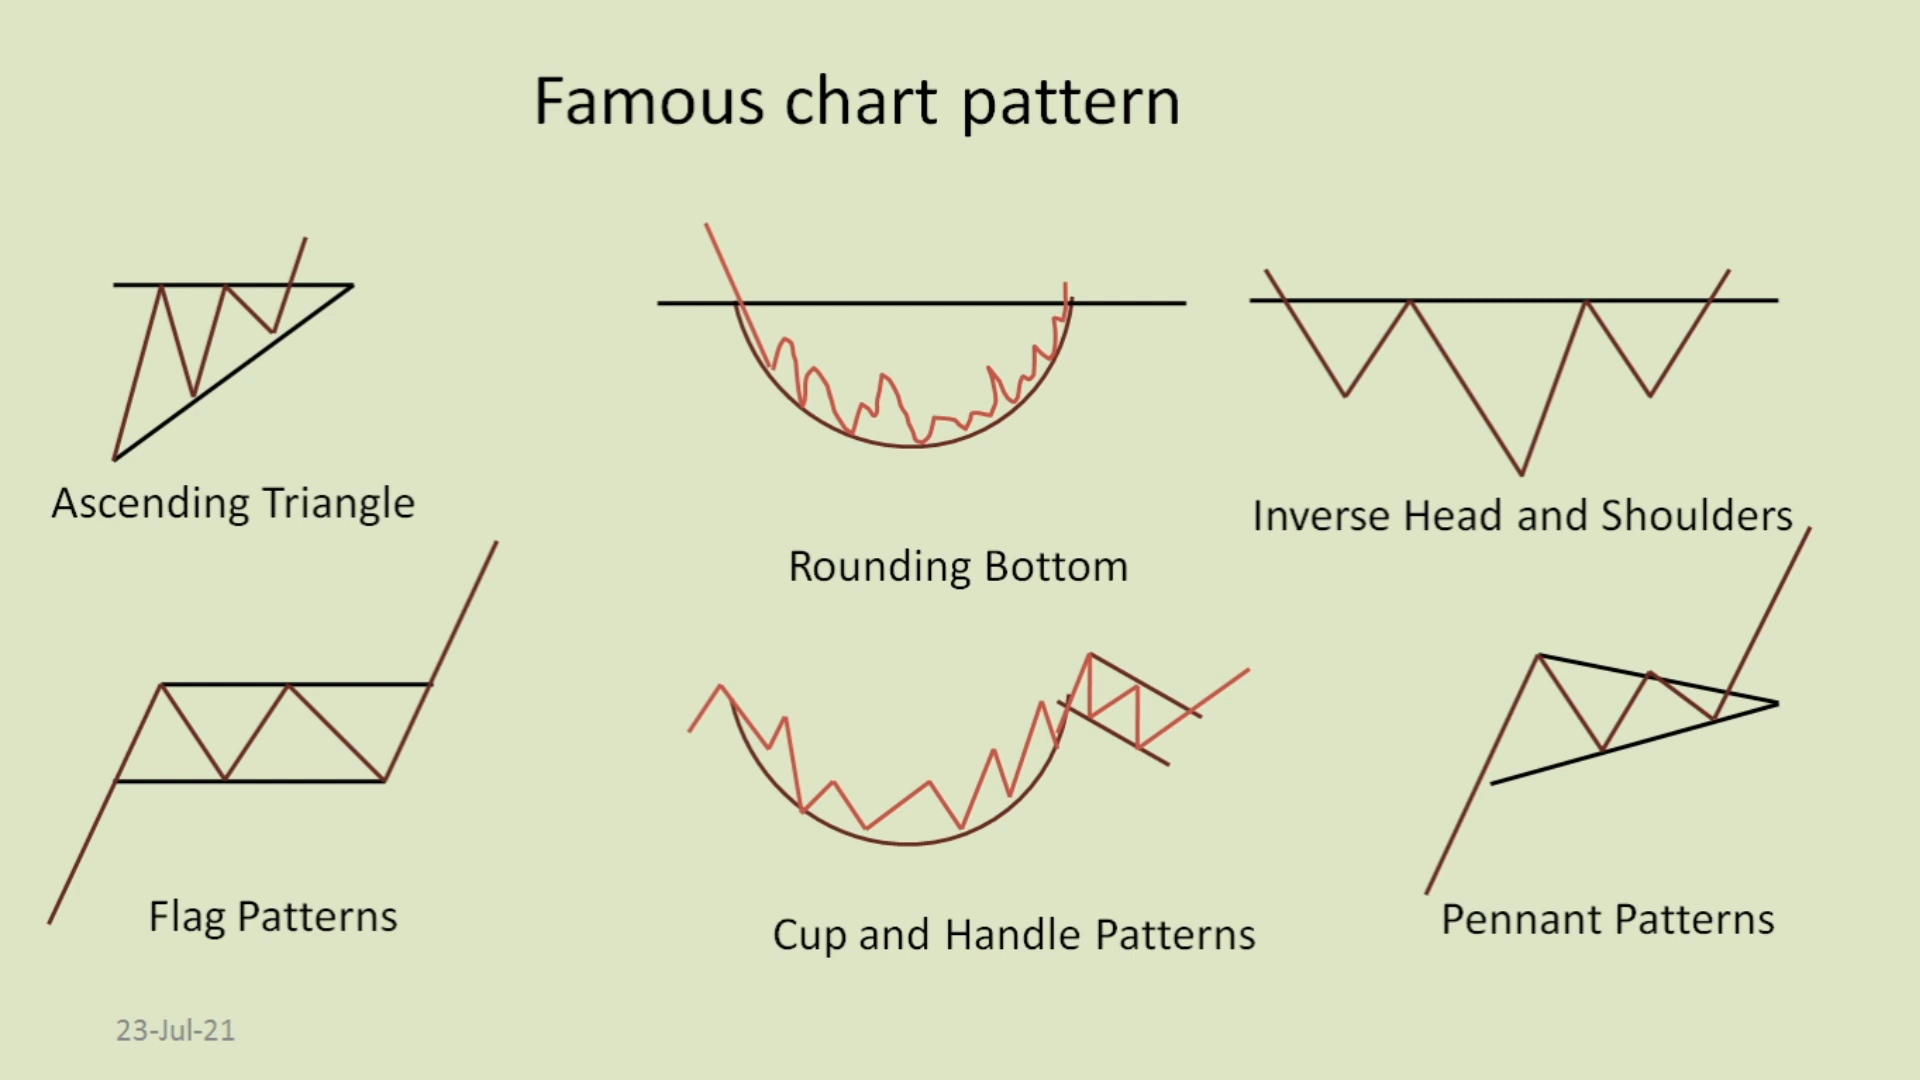 Famous chart pattern
Ascending Triangle
Rounding Bottom
Inverse Head and Shoulders
Flag Patterns
Cup and Handle Patterns
Pennant Patterns
23-Jul-21